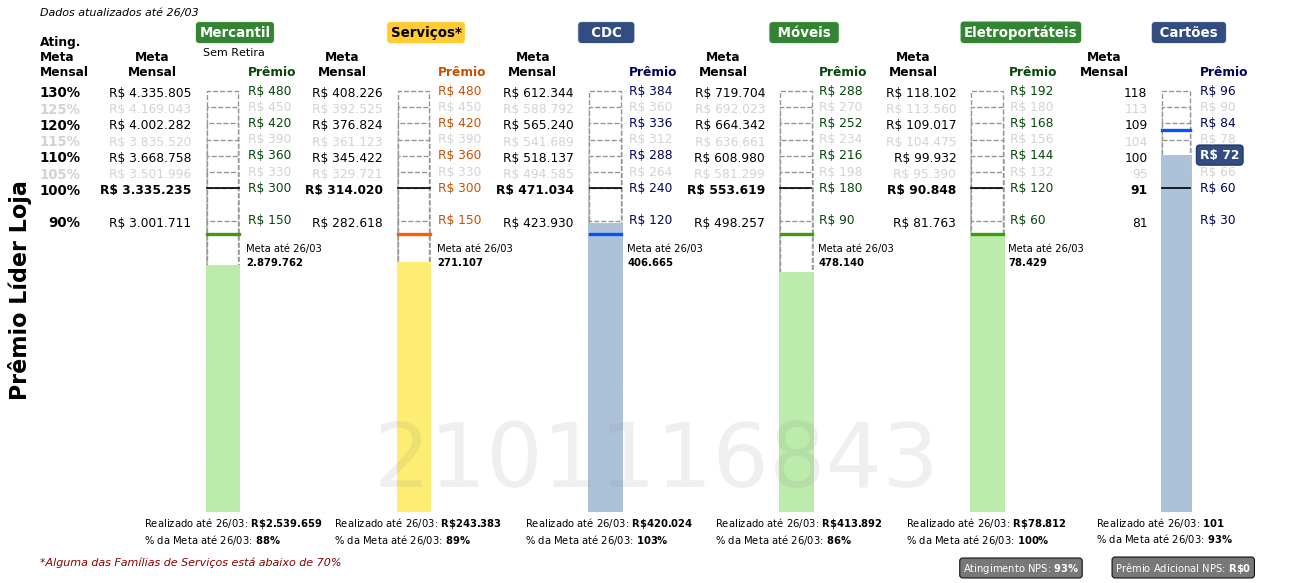 Dados atualizados até 26/03
Mercantil Serviços* CDC Móveis Eletroportáteis Cartões
Sem Retira
Ating. Meta Mensal Meta Mensal Prêmio Meta Mensal Prêmio Meta Mensal Prêmio Meta Mensal Prêmio Meta Mensal Prêmio Meta Mensal Prêmio
130% R$ 4.335.805 R$ 480 R$ 408.226 R$ 480 R$ 612.344 R$ 384 R$ 719.704 R$ 288 R$ 118.102 R$ 192 118 R$ 96
125% R$ 4.169.043 R$ 450 R$ 392.525 R$ 450 R$ 588.792 R$ 360 R$ 692.023 R$ 270 R$ 113.560 R$ 180 113 R$ 90
120% R$ 4.002.282 R$ 420 R$ 376.824 R$ 420 R$ 565.240 R$ 336 R$ 664.342 R$ 252 R$ 109.017 R$ 168 109 R$ 84
115% R$ 3.835.520 R$ 390 R$ 361.123 R$ 390 R$ 541.689 R$ 312 R$ 636.661 R$ 234 R$ 104.475 R$ 156 104 R$ 78
110% R$ 3.668.758 R$ 360 R$ 345.422 R$ 360 R$ 518.137 R$ 288 R$ 608.980 R$ 216 R$ 99.932 R$ 144 100 R$ 72
105% R$ 3.501.996 R$ 330 R$ 329.721 R$ 330 R$ 494.585 R$ 264 R$ 581.299 R$ 198 R$ 95.390 R$ 132 95 R$ 66
100% R$ 3.335.235 R$ 300 R$ 314.020 R$ 300 R$ 471.034 R$ 240 R$ 553.619 R$ 180 R$ 90.848 R$ 120 91 R$ 60
90% R$ 3.001.711 R$ 150 R$ 282.618 R$ 150 R$ 423.930 R$ 120 R$ 498.257 R$ 90 R$ 81.763 R$ 60 81 R$ 30
Meta até 26/03 Meta até 26/03 Meta até 26/03 Meta até 26/03 Meta até 26/03
2.879.762 271.107 406.665 478.140 78.429
Prêmio Líder Loja
2101116843
Realizado até 26/03: R$2.539.659 Realizado até 26/03: R$243.383 Realizado até 26/03: R$420.024 Realizado até 26/03: R$413.892 Realizado até 26/03: R$78.812 Realizado até 26/03: 101
% da Meta até 26/03: 88% % da Meta até 26/03: 89% % da Meta até 26/03: 103% % da Meta até 26/03: 86% % da Meta até 26/03: 100% % da Meta até 26/03: 93%
*Alguma das Famílias de Serviços está abaixo de 70%
Atingimento NPS: 93% Prêmio Adicional NPS: R$0